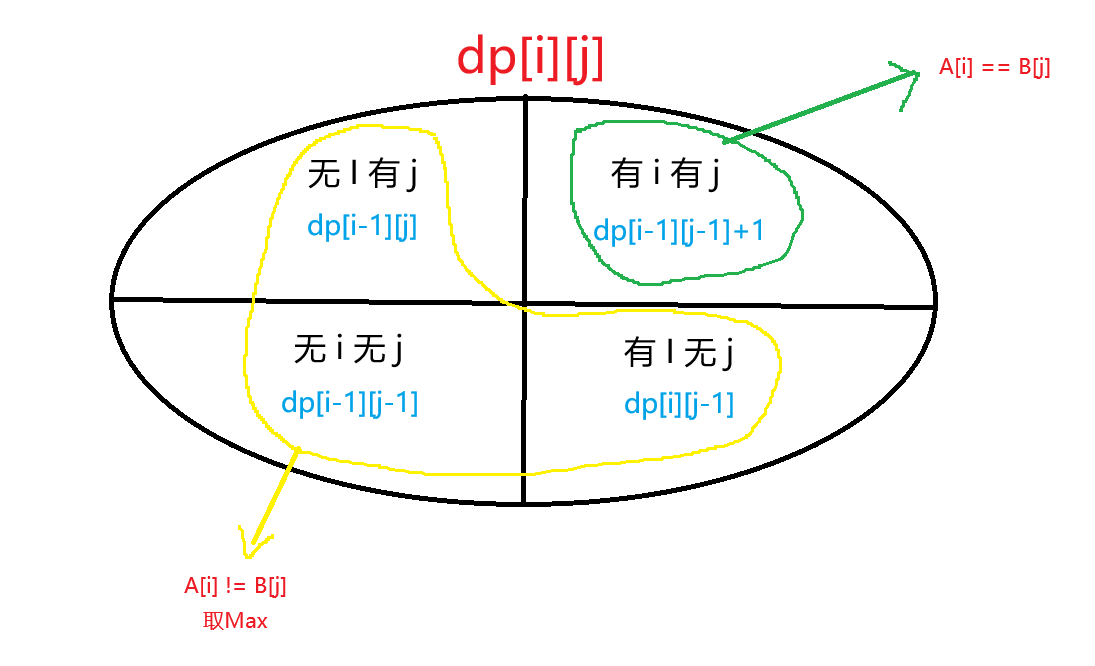 dp[i][j]
A[i] == B[j]
无 I 有 j
dp[i-1][j]
有 i 有 j
dp[i-1][j-1]+1
无 i 无 j
dp[i-1][j-1]
有 I 无 j
dp[i][j-1]
A[i] != B[j]
取Max